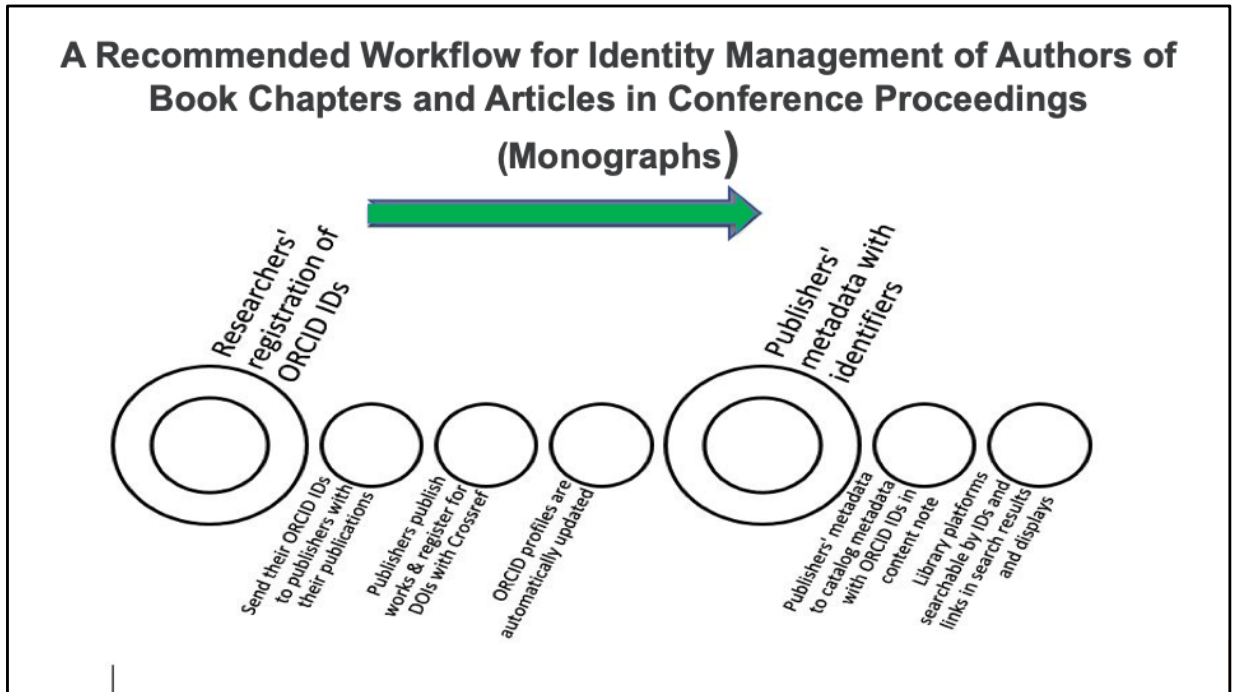 A Recommended Workflow for Identity Management of Authors of
Book Chapters and Articles in Conference Proceedings
(Monographs)
Researchers'
registration of
ORCID IDs
Send their ORCID IDs
to publishers with
their publications
Publishers publish
works & register for
DOIs with Crossref
ORCID profiles are
automatically updated
Publishers'
metadata with
identifiers
Publishers' metadata
to catalog metadata
with ORCID IDs in
content note
Library platforms
searchable by IDs and
links in search results
and displays